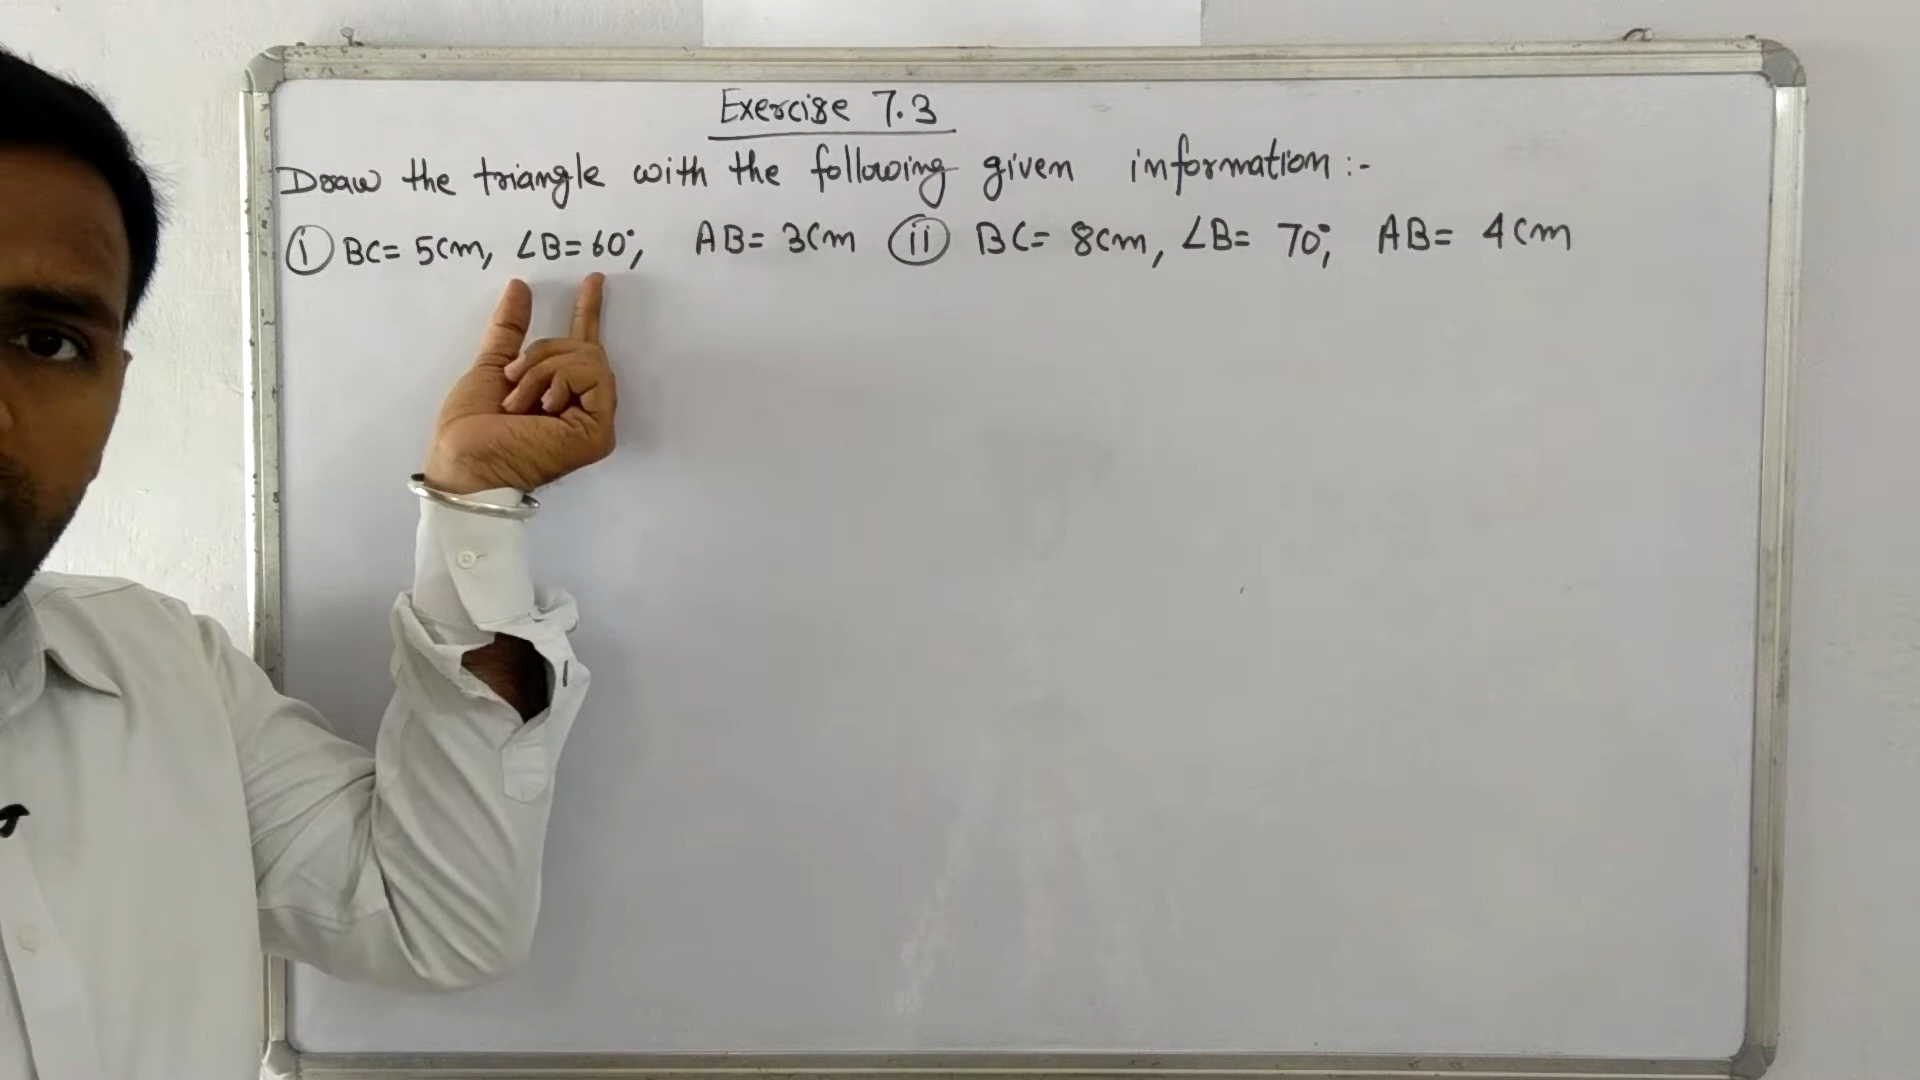 Exercise 7.3
Draw the triangle with the following given information :-
(i) BC= 5cm, ∠B= 60°, AB= 3cm (ii) BC= 8cm, ∠B= 70°, AB= 4cm